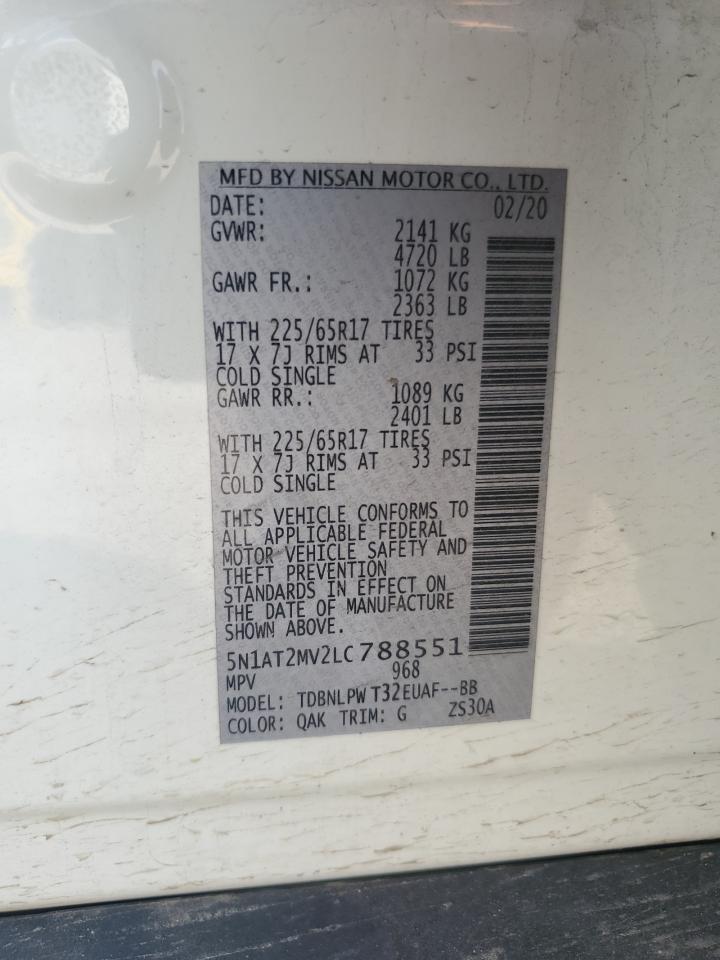 MFD BY NISSAN MOTOR CO., LTD.
DATE: 02/20
GVWR: 2141 KG
4720 LB
GAWR FR.: 1072 KG
2363 LB
WITH 225/65R17 TIRES
17 X 7J RIMS AT 33 PSI
COLD SINGLE
GAWR RR.: 1089 KG
2401 LB
WITH 225/65R17 TIRES
17 X 7J RIMS AT 33 PSI
COLD SINGLE
THIS VEHICLE CONFORMS TO
ALL APPLICABLE FEDERAL
MOTOR VEHICLE SAFETY AND
THEFT PREVENTION
STANDARDS IN EFFECT ON
THE DATE OF MANUFACTURE
SHOWN ABOVE.
5N1AT2MV2LC788551
MPV 968
MODEL: TDBNLPWT32EUAF--BB
COLOR: QAK TRIM: G ZS30A